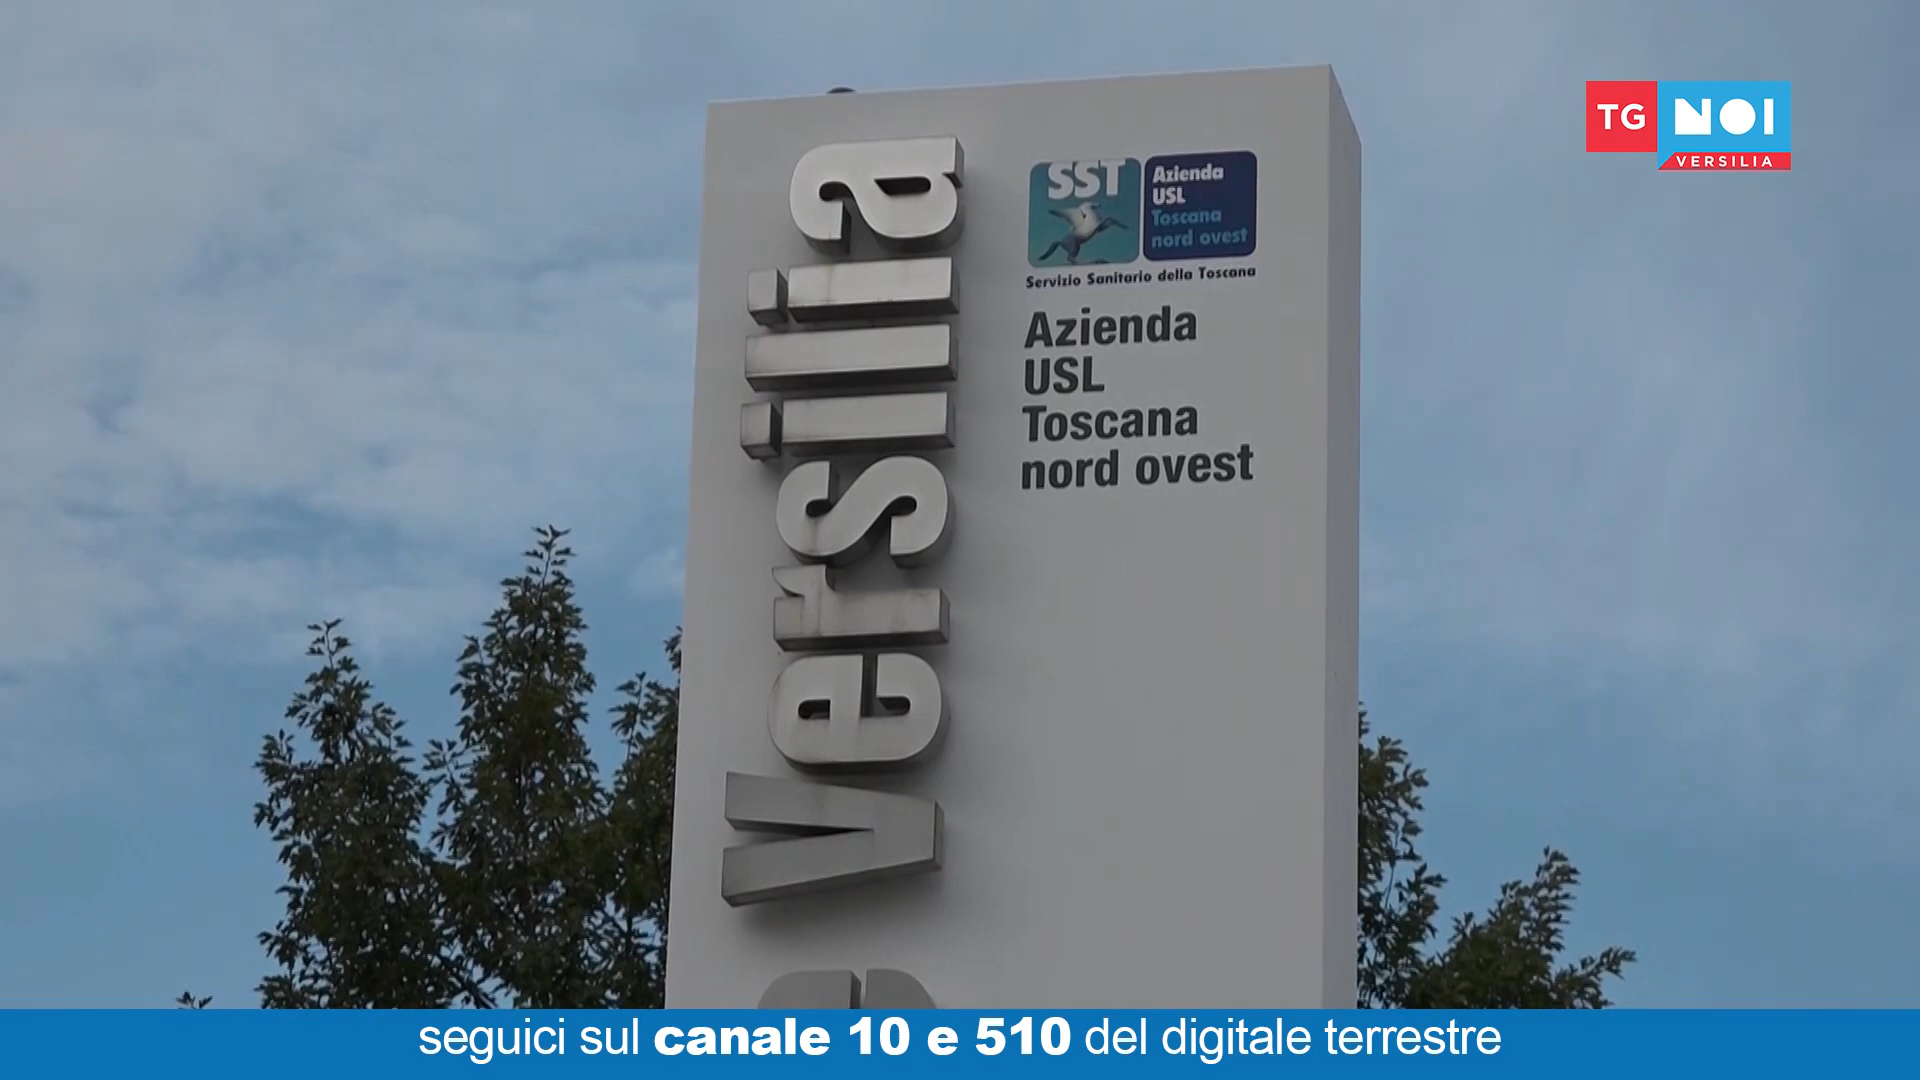 TG NOI
VERSILIA
Versilia
SST
Azienda
USL
Toscana
nord ovest
Servizio Sanitario della Toscana
Azienda
USL
Toscana
nord ovest
seguici sul canale 10 e 510 del digitale terrestre